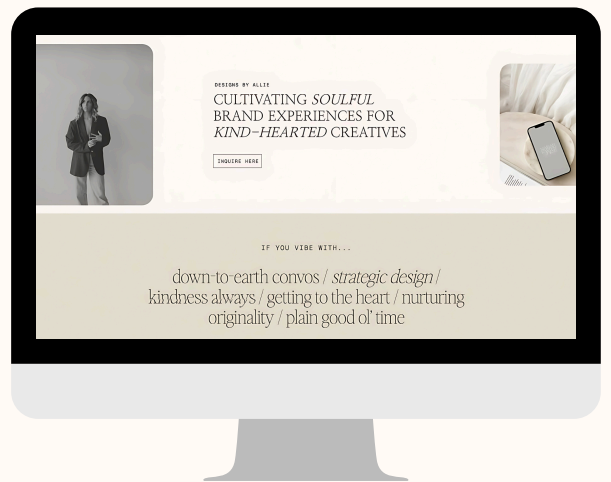 DESIGNS BY ALLIE
CULTIVATING SOULFUL
BRAND EXPERIENCES FOR
KIND-HEARTED CREATIVES
INQUIRE HERE
IF YOU VIBE WITH...
down-to-earth convos / strategic design /
kindness always / getting to the heart / nurturing
originality / plain good ol' time